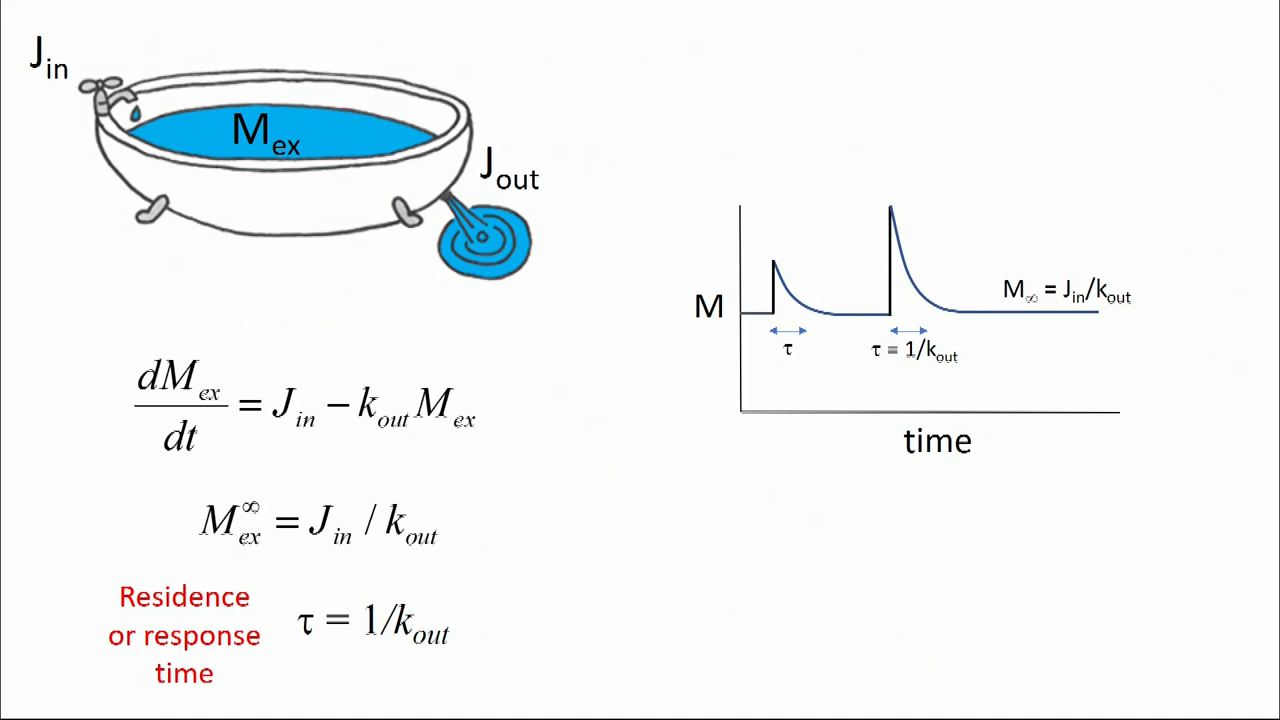 J_in
M_ex
J_out
dM_ex/dt = J_in − k_out M_ex
M_ex^∞ = J_in / k_out
Residence
or response
time
τ = 1/k_out
M
M_∞ = J_in/k_out
τ
τ = 1/k_out
time